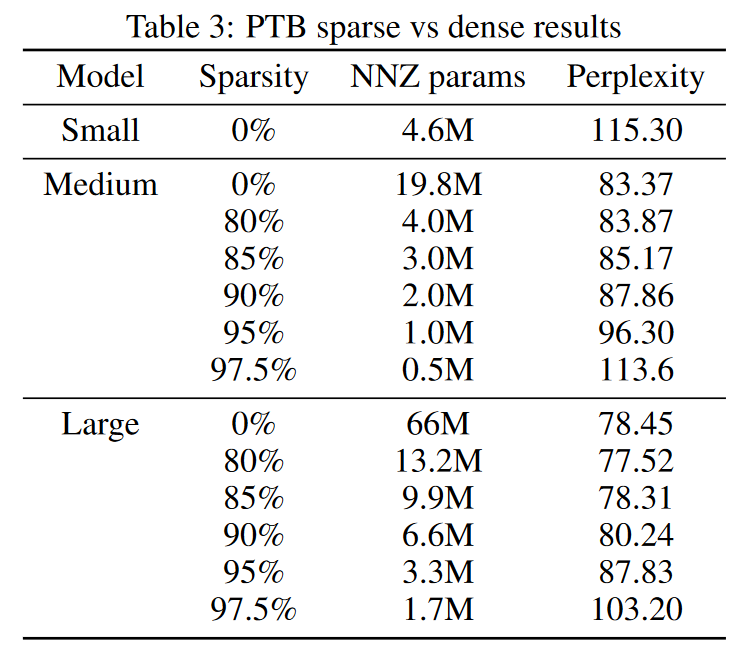 Table 3: PTB sparse vs dense results
Model Sparsity NNZ params Perplexity
Small 0% 4.6M 115.30
Medium 0% 19.8M 83.37
80% 4.0M 83.87
85% 3.0M 85.17
90% 2.0M 87.86
95% 1.0M 96.30
97.5% 0.5M 113.6
Large 0% 66M 78.45
80% 13.2M 77.52
85% 9.9M 78.31
90% 6.6M 80.24
95% 3.3M 87.83
97.5% 1.7M 103.20